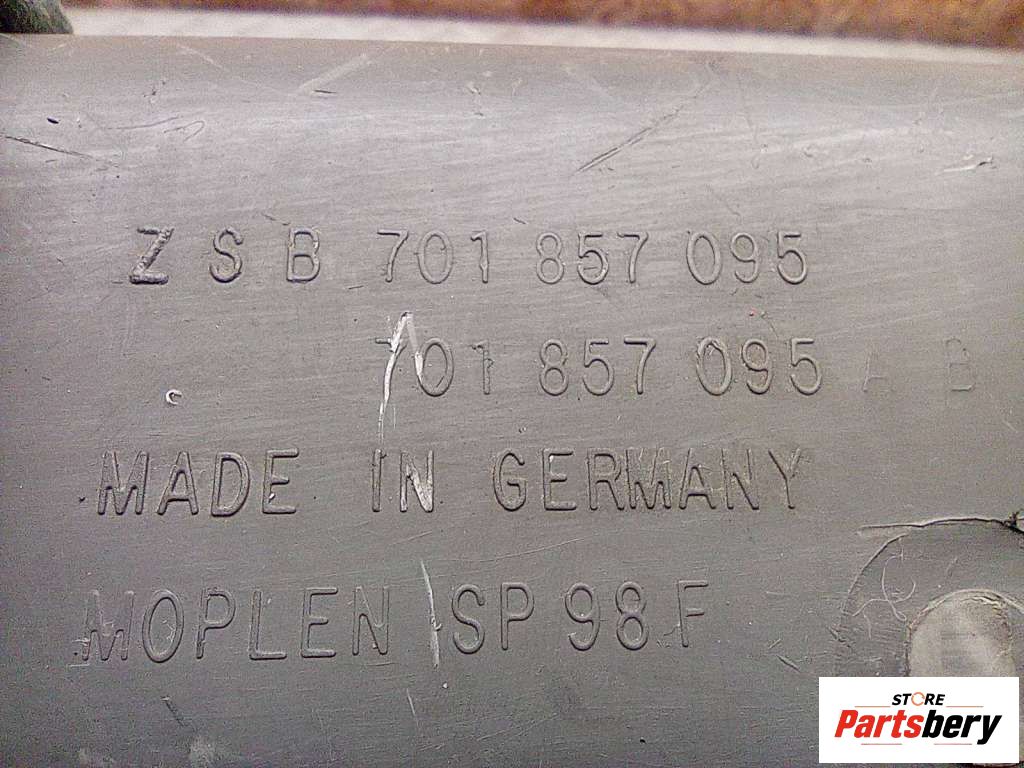 ZSB 701 857 095
701 857 095 A B
MADE IN GERMANY
MOPLEN SP 98 F
STORE
Partsbery